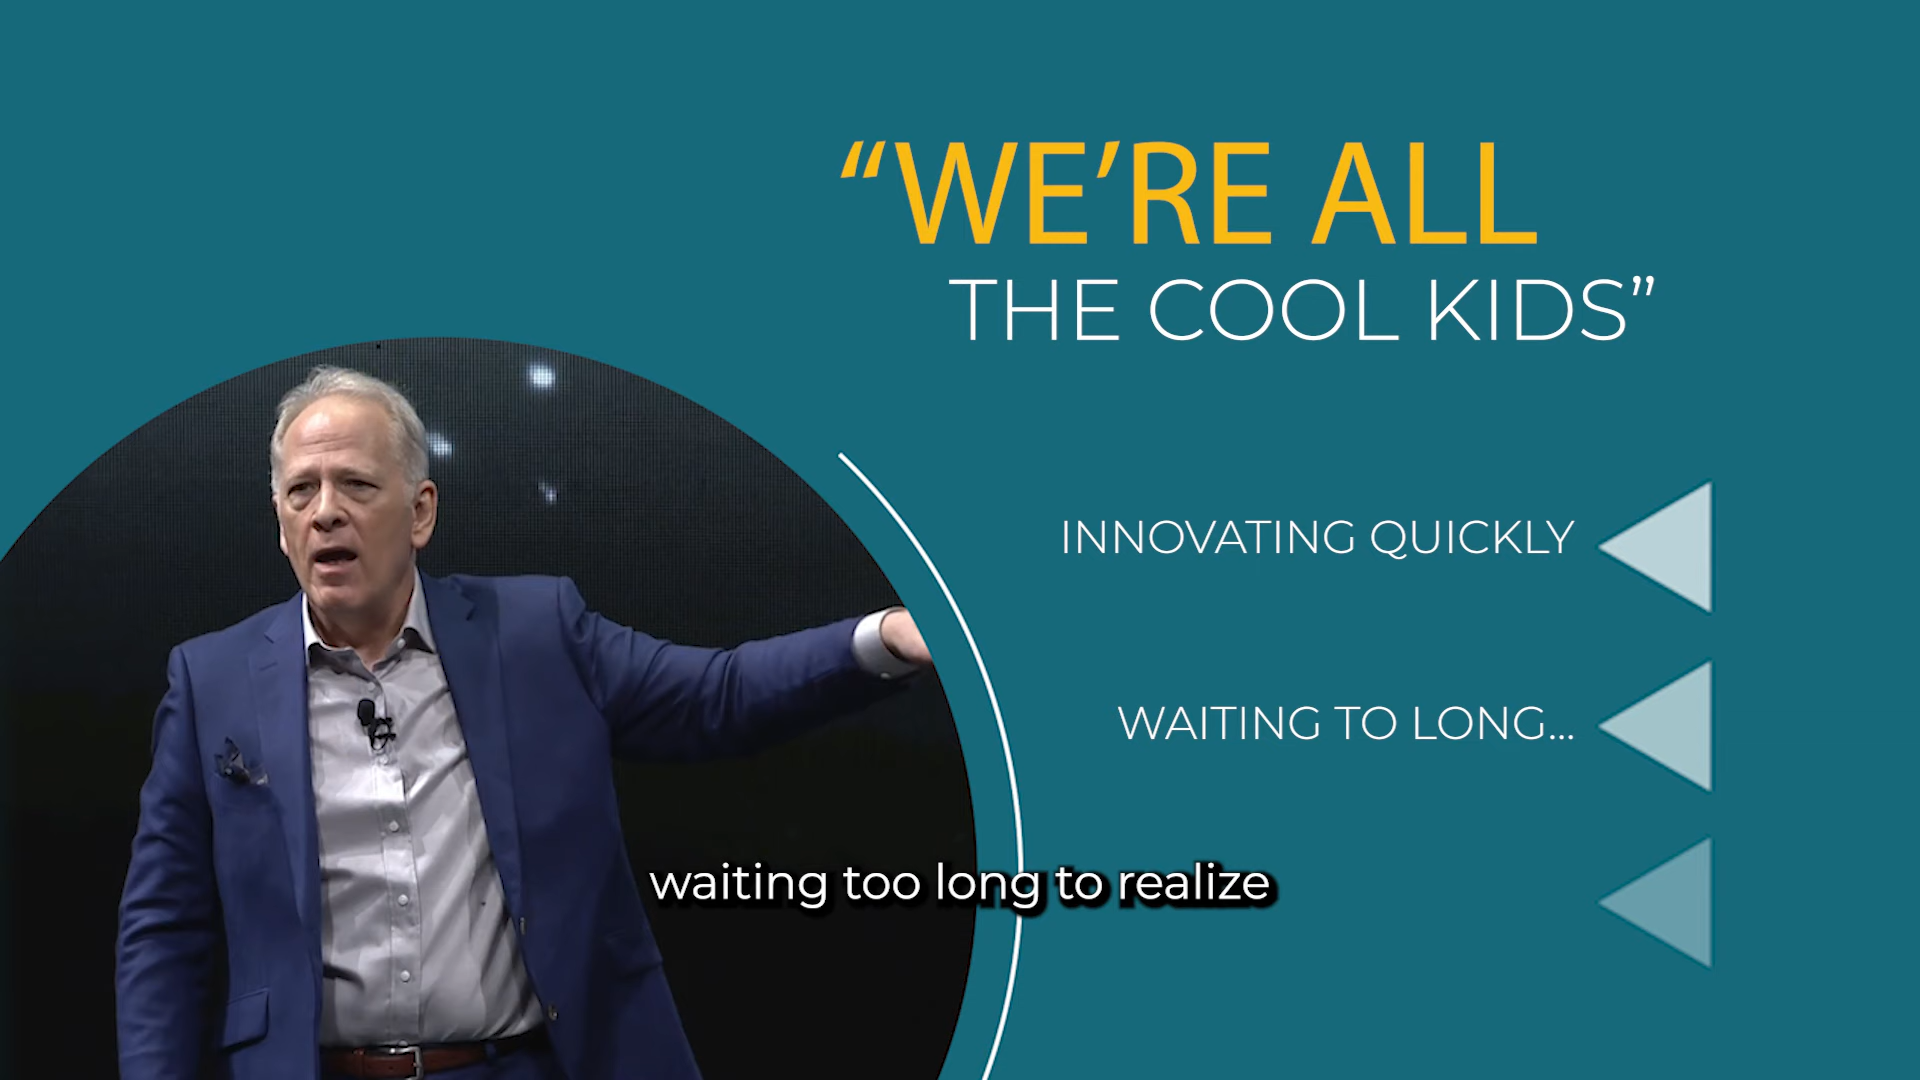 “WE’RE ALL
THE COOL KIDS”
INNOVATING QUICKLY
WAITING TO LONG...
waiting too long to realize